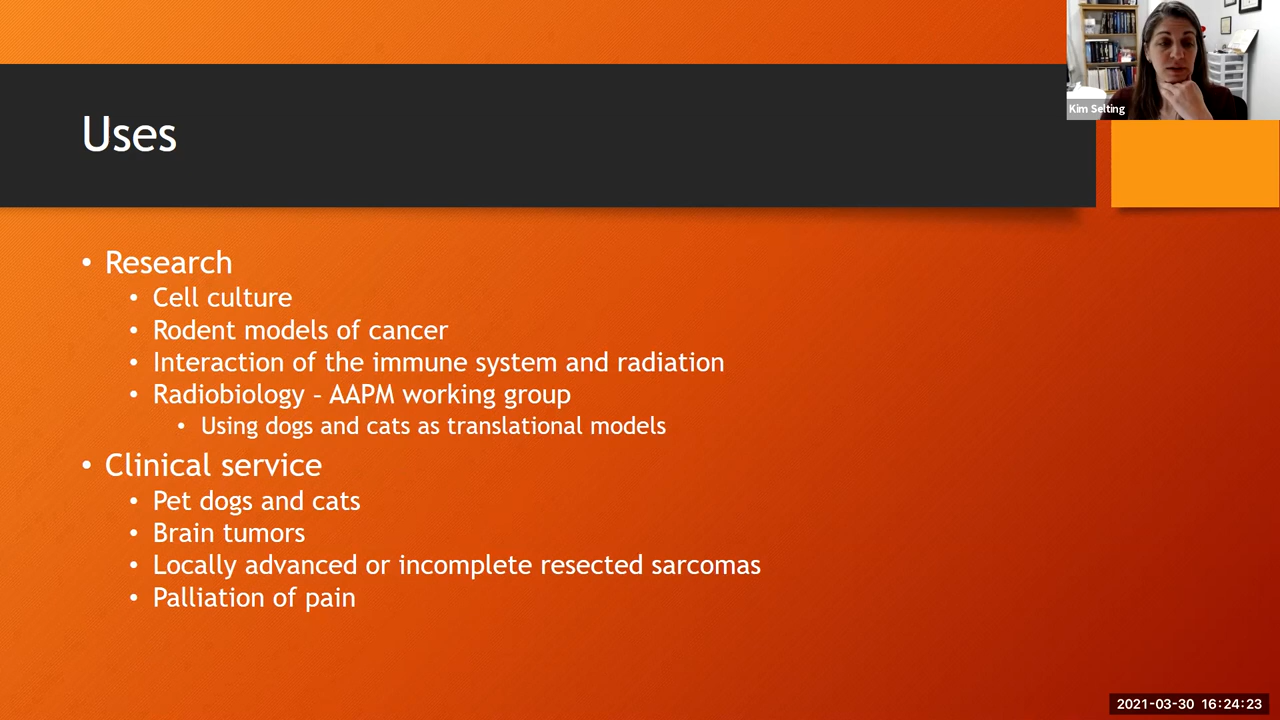 Kim Selting
Uses
• Research
• Cell culture
• Rodent models of cancer
• Interaction of the immune system and radiation
• Radiobiology – AAPM working group
• Using dogs and cats as translational models
• Clinical service
• Pet dogs and cats
• Brain tumors
• Locally advanced or incomplete resected sarcomas
• Palliation of pain
2021-03-30 16:24:23